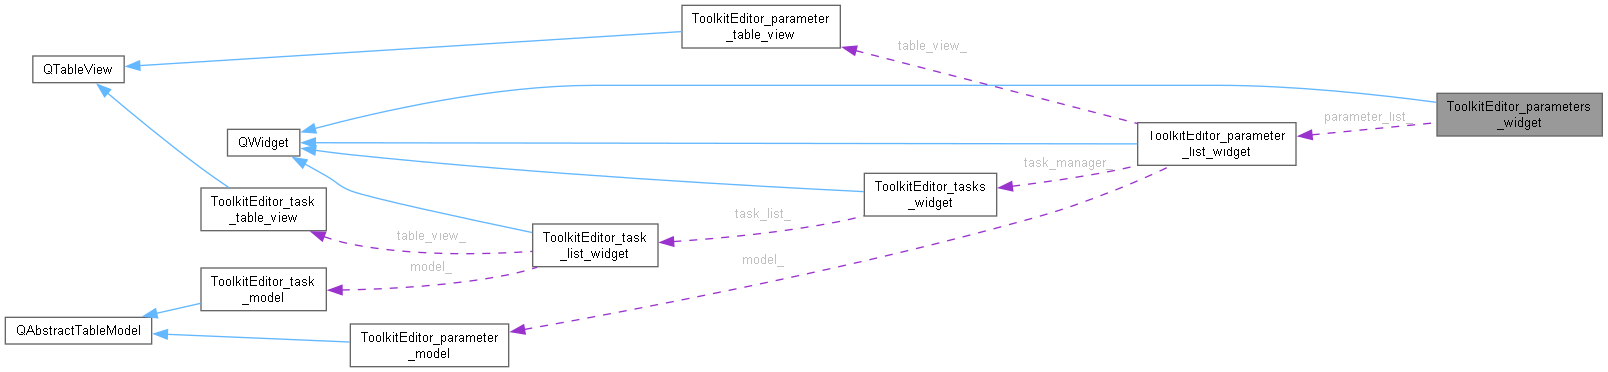 ToolkitEditor_parameter
_table_view
table_view_
QTableView
ToolkitEditor_parameters
_widget
parameter_list_
QWidget
ToolkitEditor_parameter
_list_widget
task_manager_
ToolkitEditor_tasks
_widget
ToolkitEditor_task
_table_view
task_list_
table_view_
ToolkitEditor_task
_list_widget
model_
model_
ToolkitEditor_task
_model
QAbstractTableModel
ToolkitEditor_parameter
_model